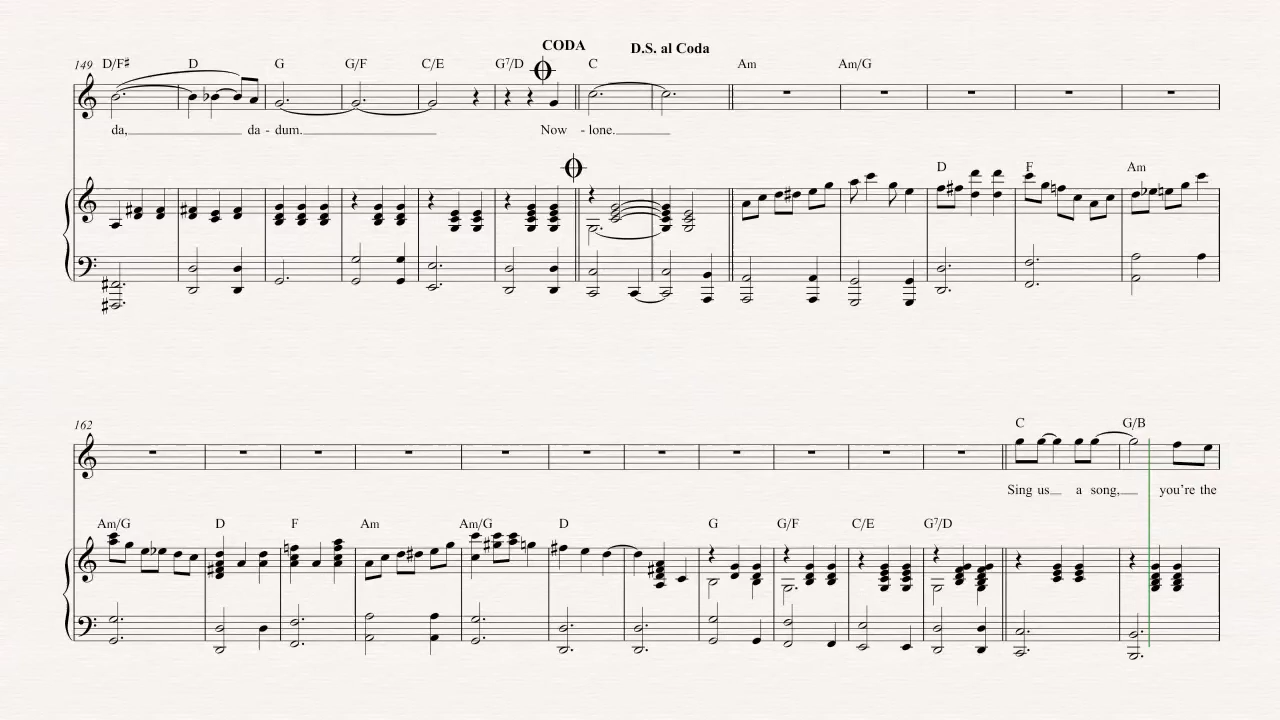 CODA D.S. al Coda
149 D/F♯ D G G/F C/E G⁷/D C Am Am/G
da, da - dum. Now - lone.
D F Am
162 C G/B
Sing us a song, you're the
Am/G D F Am Am/G D G G/F C/E G⁷/D